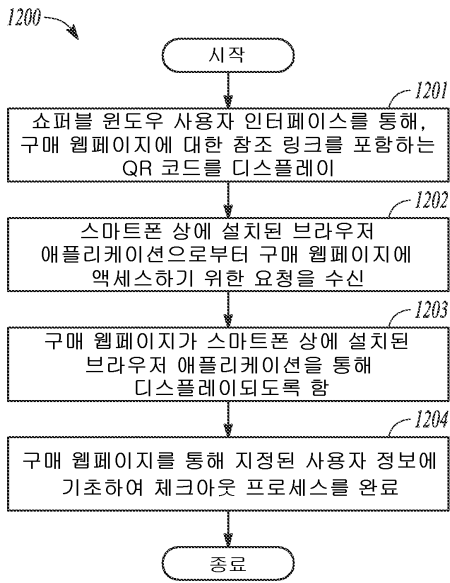 1200
시작
1201
쇼퍼블 윈도우 사용자 인터페이스를 통해,
구매 웹페이지에 대한 참조 링크를 포함하는
QR 코드를 디스플레이
1202
스마트폰 상에 설치된 브라우저
애플리케이션으로부터 구매 웹페이지에
액세스하기 위한 요청을 수신
1203
구매 웹페이지가 스마트폰 상에 설치된
브라우저 애플리케이션을 통해
디스플레이되도록 함
1204
구매 웹페이지를 통해 지정된 사용자 정보에
기초하여 체크아웃 프로세스를 완료
종료